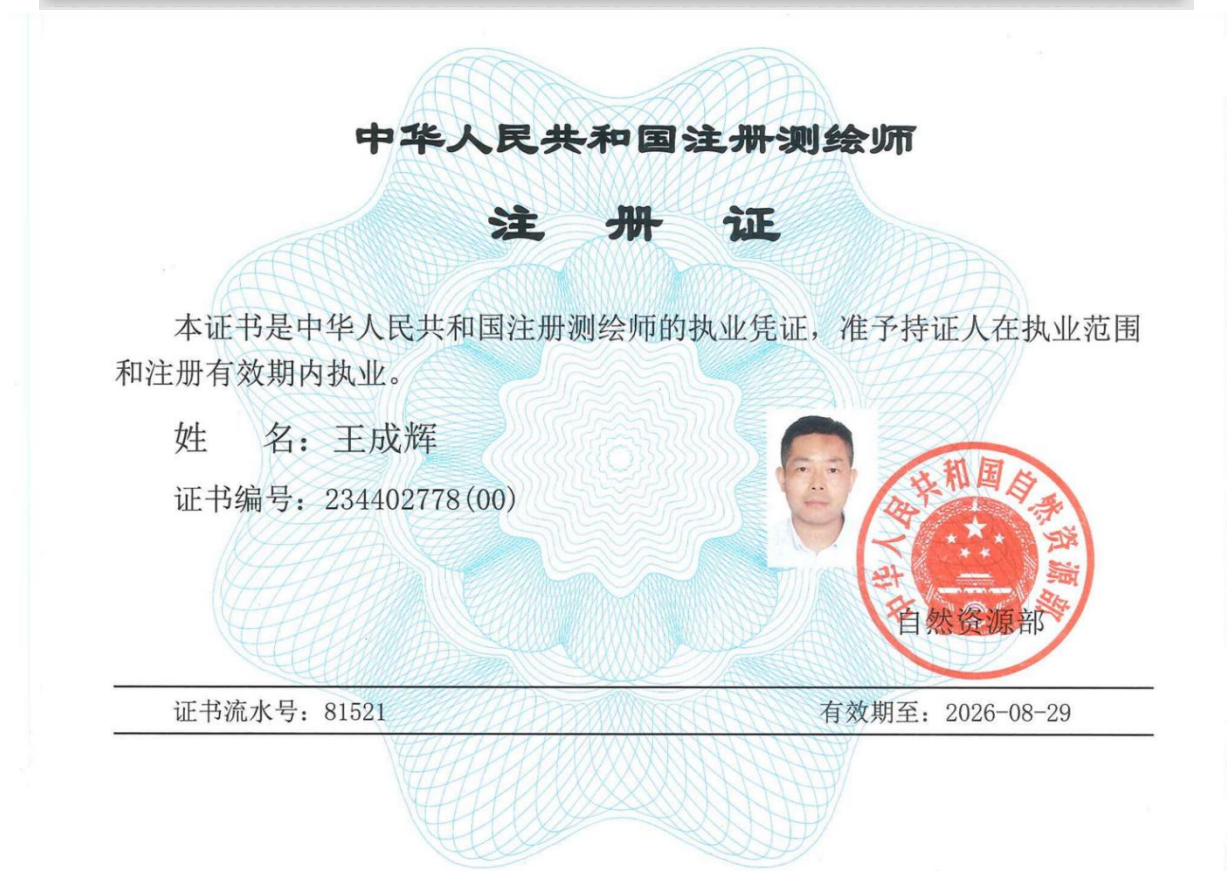 中华人民共和国注册测绘师
注 册 证
本证书是中华人民共和国注册测绘师的执业凭证，准予持证人在执业范围
和注册有效期内执业。
姓 名：王成辉
证书编号：234402778(00)
中华人民共和国自然资源部
自然资源部
证书流水号：81521 有效期至：2026-08-29